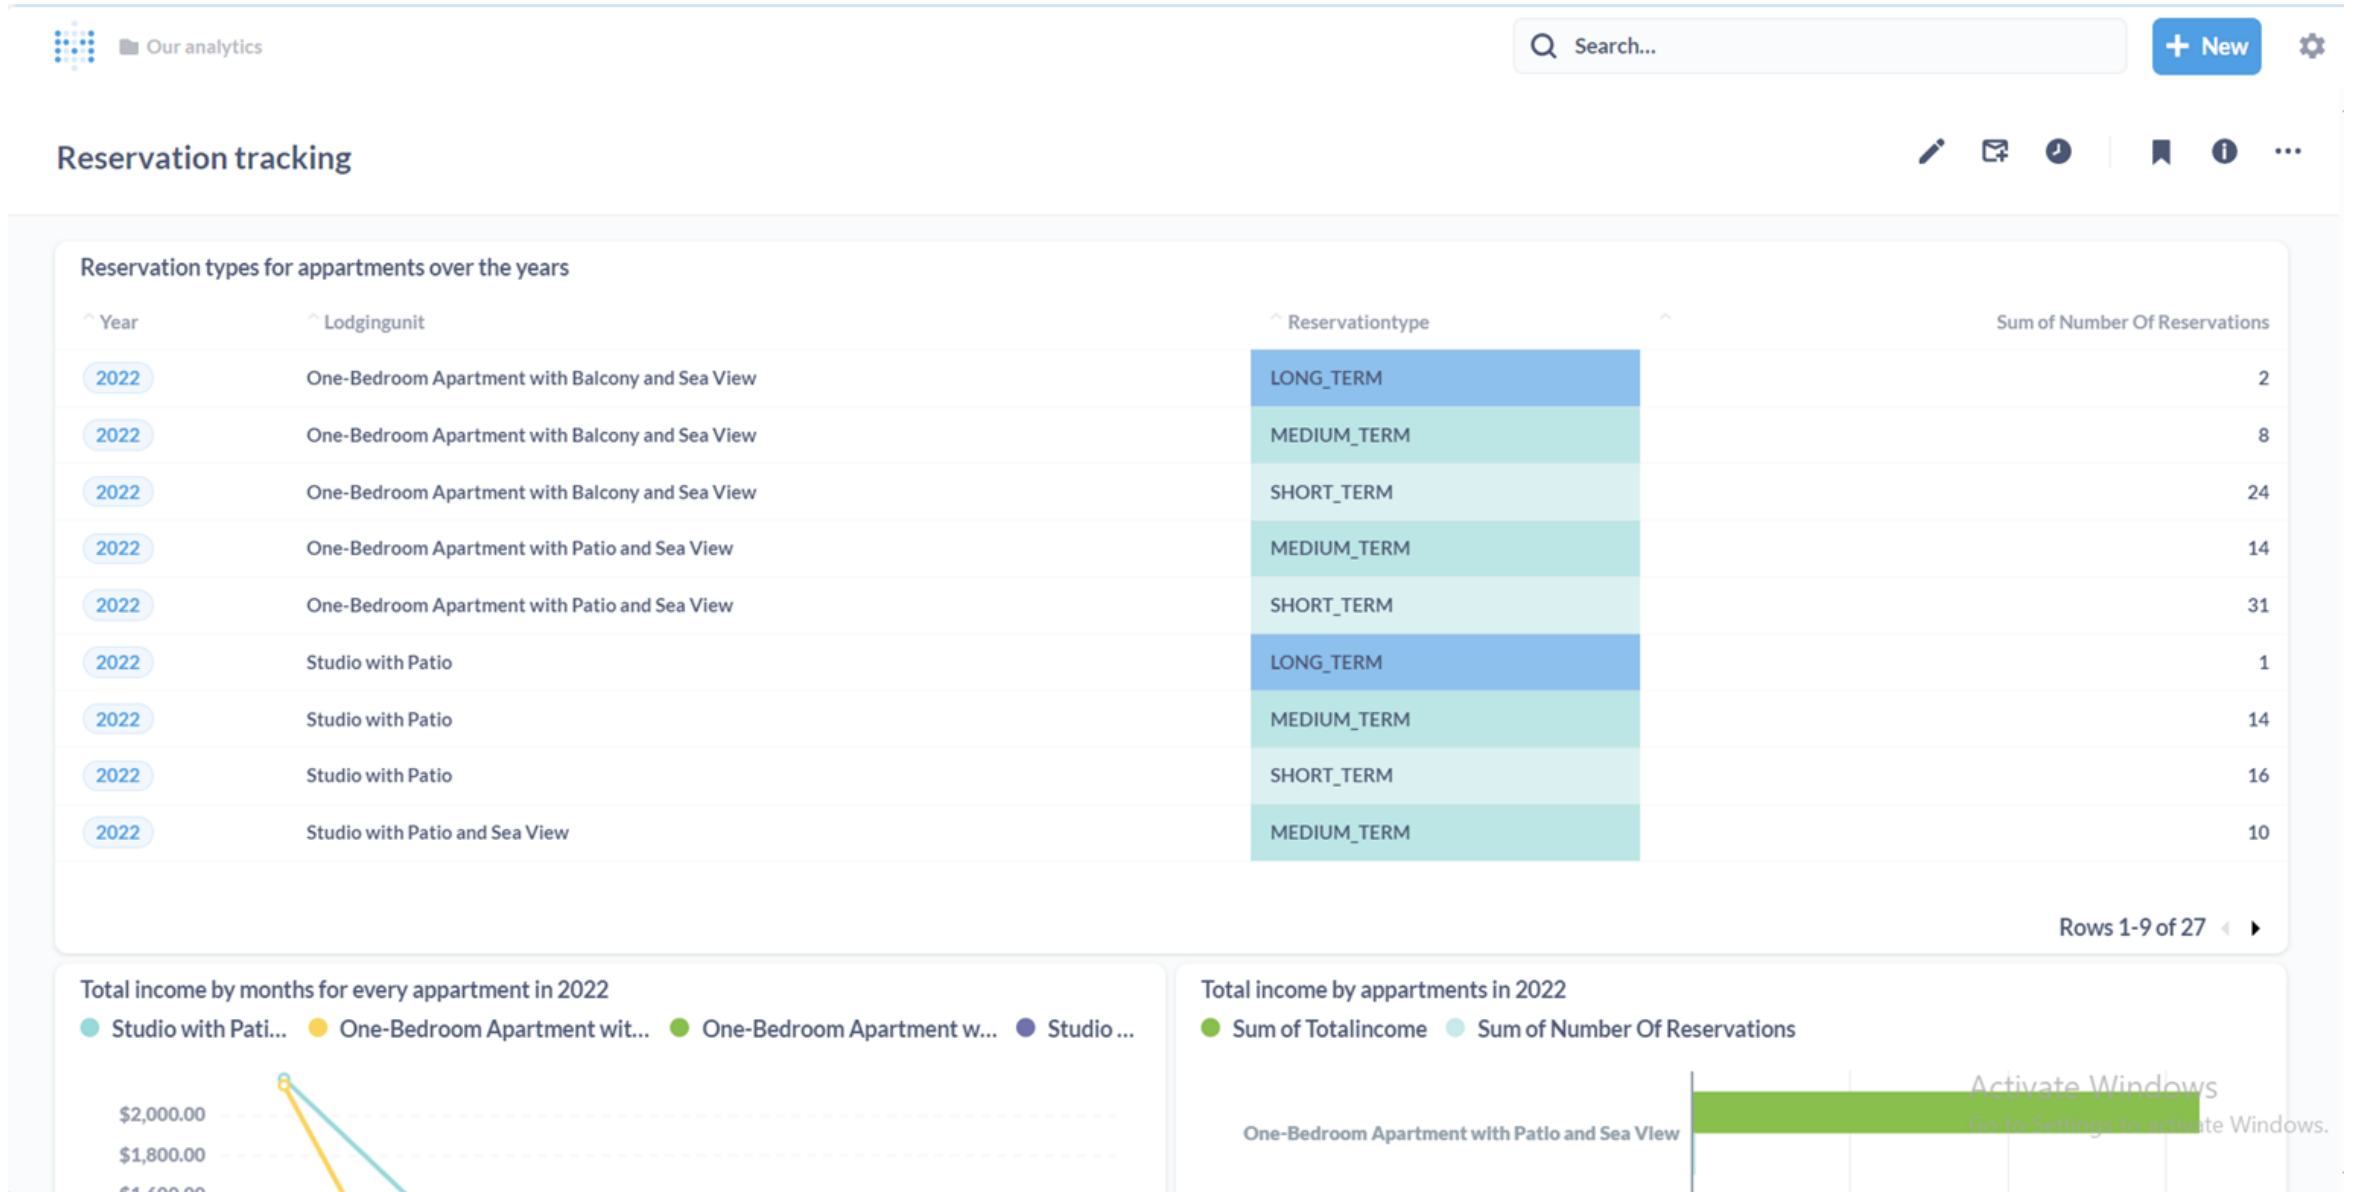 Our analytics
Search...
+ New
Reservation tracking
Reservation types for appartments over the years
Year Lodgingunit Reservationtype Sum of Number Of Reservations
2022 One-Bedroom Apartment with Balcony and Sea View LONG_TERM 2
2022 One-Bedroom Apartment with Balcony and Sea View MEDIUM_TERM 8
2022 One-Bedroom Apartment with Balcony and Sea View SHORT_TERM 24
2022 One-Bedroom Apartment with Patio and Sea View MEDIUM_TERM 14
2022 One-Bedroom Apartment with Patio and Sea View SHORT_TERM 31
2022 Studio with Patio LONG_TERM 1
2022 Studio with Patio MEDIUM_TERM 14
2022 Studio with Patio SHORT_TERM 16
2022 Studio with Patio and Sea View MEDIUM_TERM 10
Rows 1-9 of 27
Total income by months for every appartment in 2022
Studio with Pati... One-Bedroom Apartment wit... One-Bedroom Apartment w... Studio ...
$2,000.00
$1,800.00
Total income by appartments in 2022
Sum of Totalincome Sum of Number Of Reservations
One-Bedroom Apartment with Patio and Sea View
Activate Windows
Go to Settings to activate Windows.